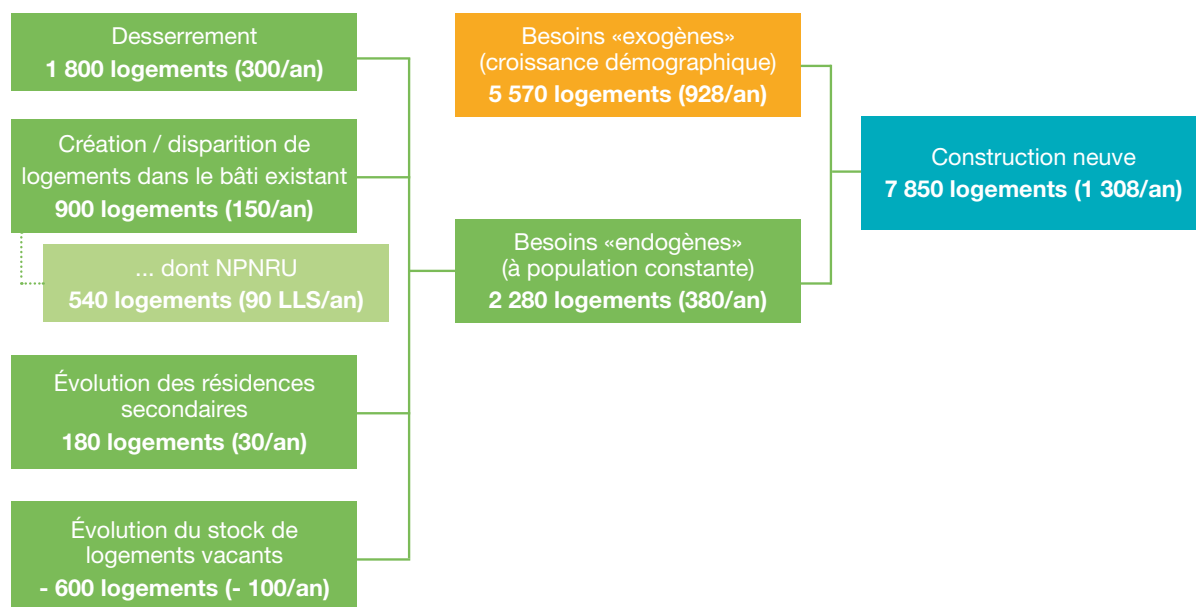 Desserrement
1 800 logements (300/an)
Création / disparition de
logements dans le bâti existant
900 logements (150/an)
... dont NPNRU
540 logements (90 LLS/an)
Évolution des résidences
secondaires
180 logements (30/an)
Évolution du stock de
logements vacants
- 600 logements (- 100/an)
Besoins «exogènes»
(croissance démographique)
5 570 logements (928/an)
Besoins «endogènes»
(à population constante)
2 280 logements (380/an)
Construction neuve
7 850 logements (1 308/an)